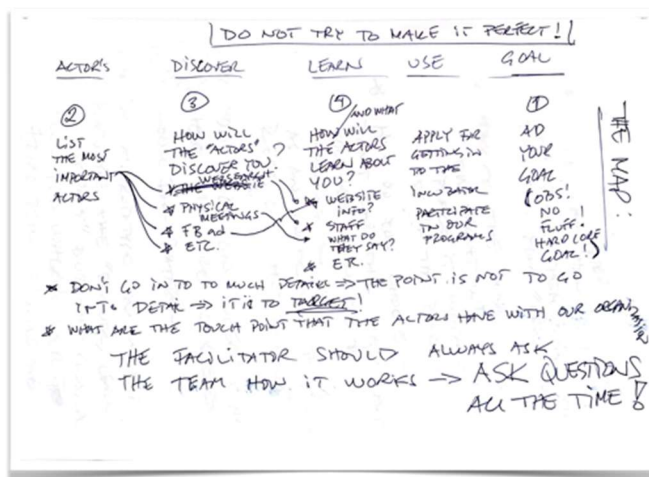 DO NOT TRY TO MAKE IT PERFECT!
ACTOR'S DISCOVER LEARN USE GOAL
② ③ ④ ①
LIST
THE MOST
IMPORTANT
ACTORS
HOW WILL
THE "ACTORS"
DISCOVER YOU?
WEBSEARCH
* THE WEBSITE
* PHYSICAL
MEETINGS
* FB ad
* ETC.
AND WHAT
HOW WILL
THE ACTORS
LEARN ABOUT
YOU?
* WEBSITE
INFO?
* STAFF
WHAT DO
THEY SAY?
* ETC.
APPLY FOR
GETTING IN
TO THE
INCUBATOR
PARTICIPATE
IN OUR
PROGRAMS
AD
YOUR
GOAL
(OBS!
NO
FLUFF!
HARDCORE
GOAL!)
THE MAP:
* DON'T GO IN TO TO MUCH DETAILS => THE POINT IS NOT TO GO
INTO DETAIL => IT IS TO TARGET!
* WHAT ARE THE TOUCH POINT THAT THE ACTORS HAVE WITH OUR ORGANIZATION
THE FACILITATOR SHOULD ALWAYS ASK
THE TEAM HOW IT WORKS -> ASK QUESTIONS
ALL THE TIME!